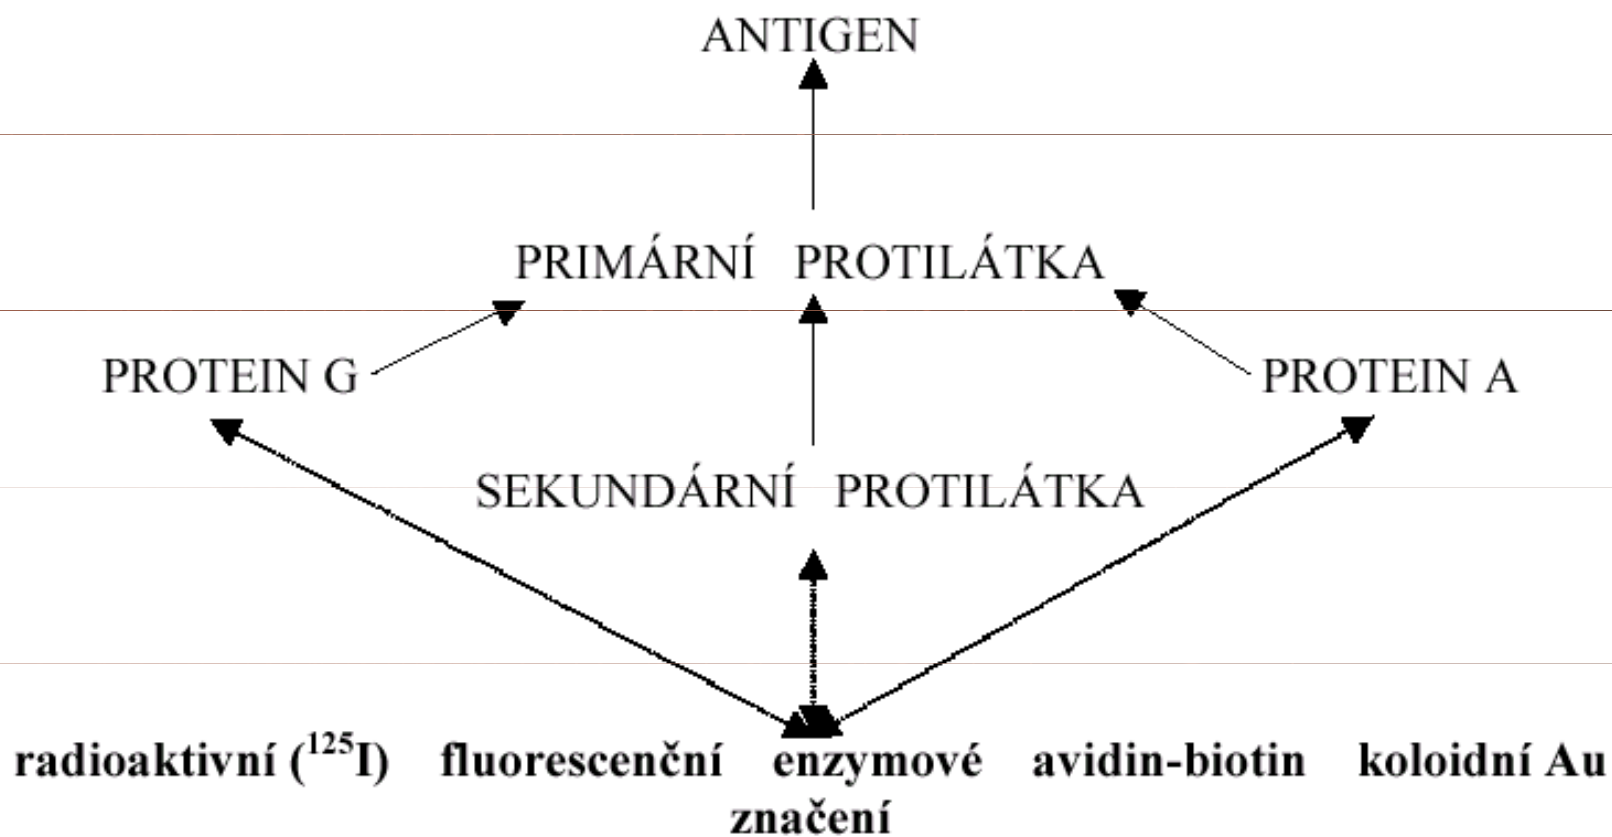 ANTIGEN
PRIMÁRNÍ PROTILÁTKA
PROTEIN G
PROTEIN A
SEKUNDÁRNÍ PROTILÁTKA
radioaktivní (¹²⁵I) fluorescenční enzymové avidin-biotin koloidní Au
značení